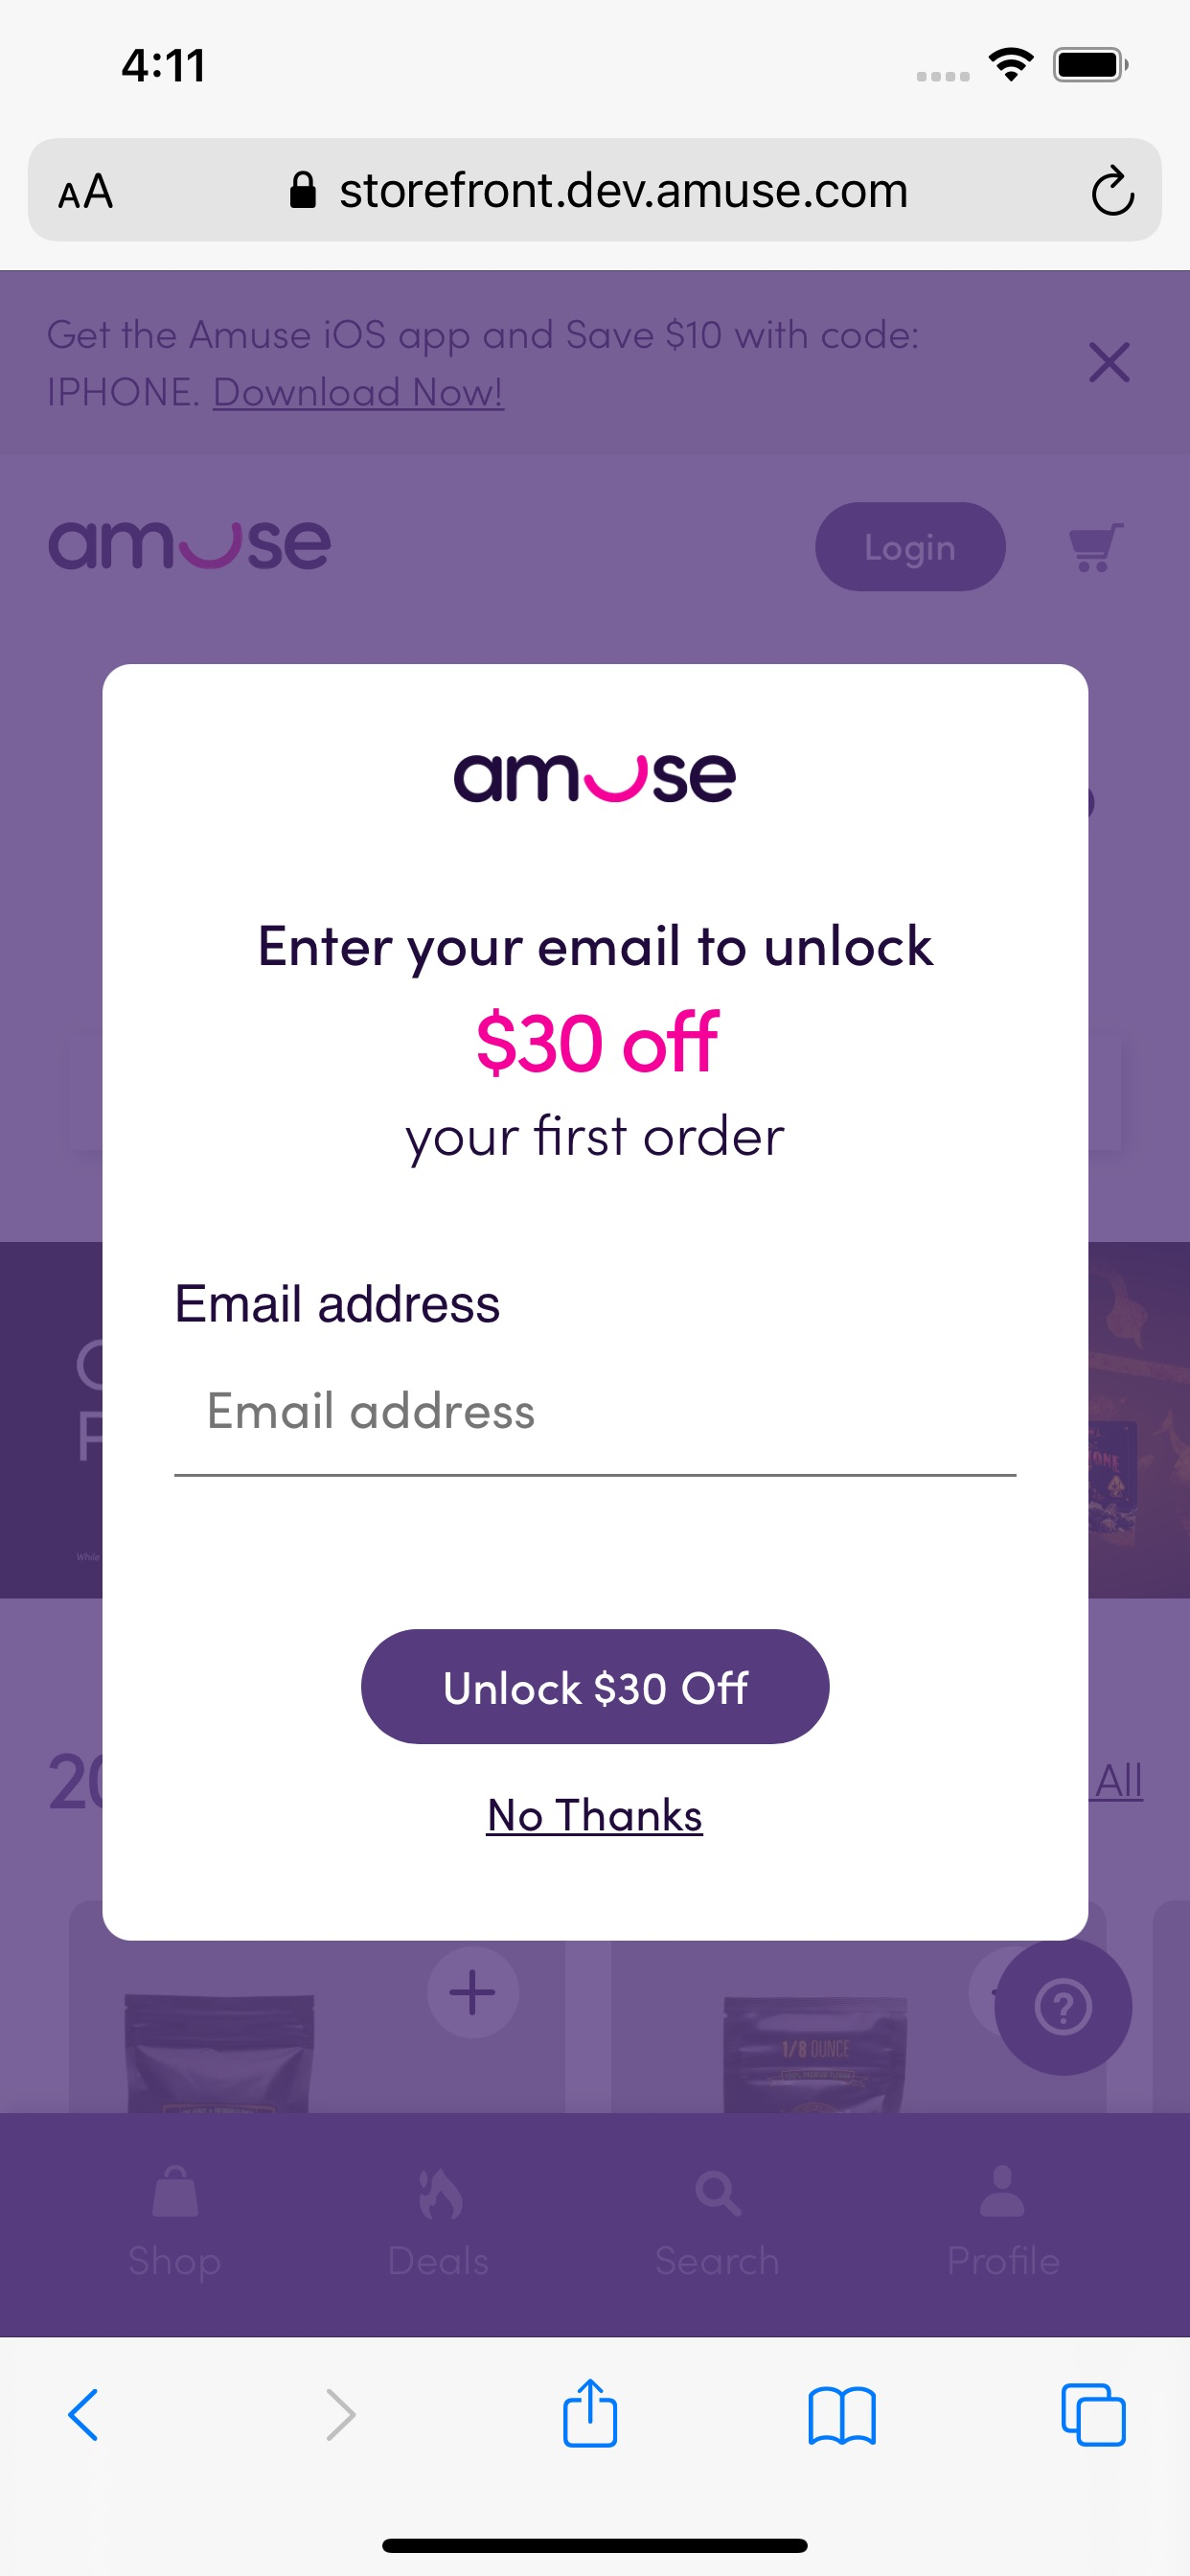 4:11
AA storefront.dev.amuse.com
Get the Amuse iOS app and Save $10 with code:
IPHONE. Download Now!
amuse
Login
amuse
Enter your email to unlock
$30 off
your first order
Email address
Email address
While
Unlock $30 Off
All
No Thanks
1/8 OUNCE
Shop Deals Search Profile